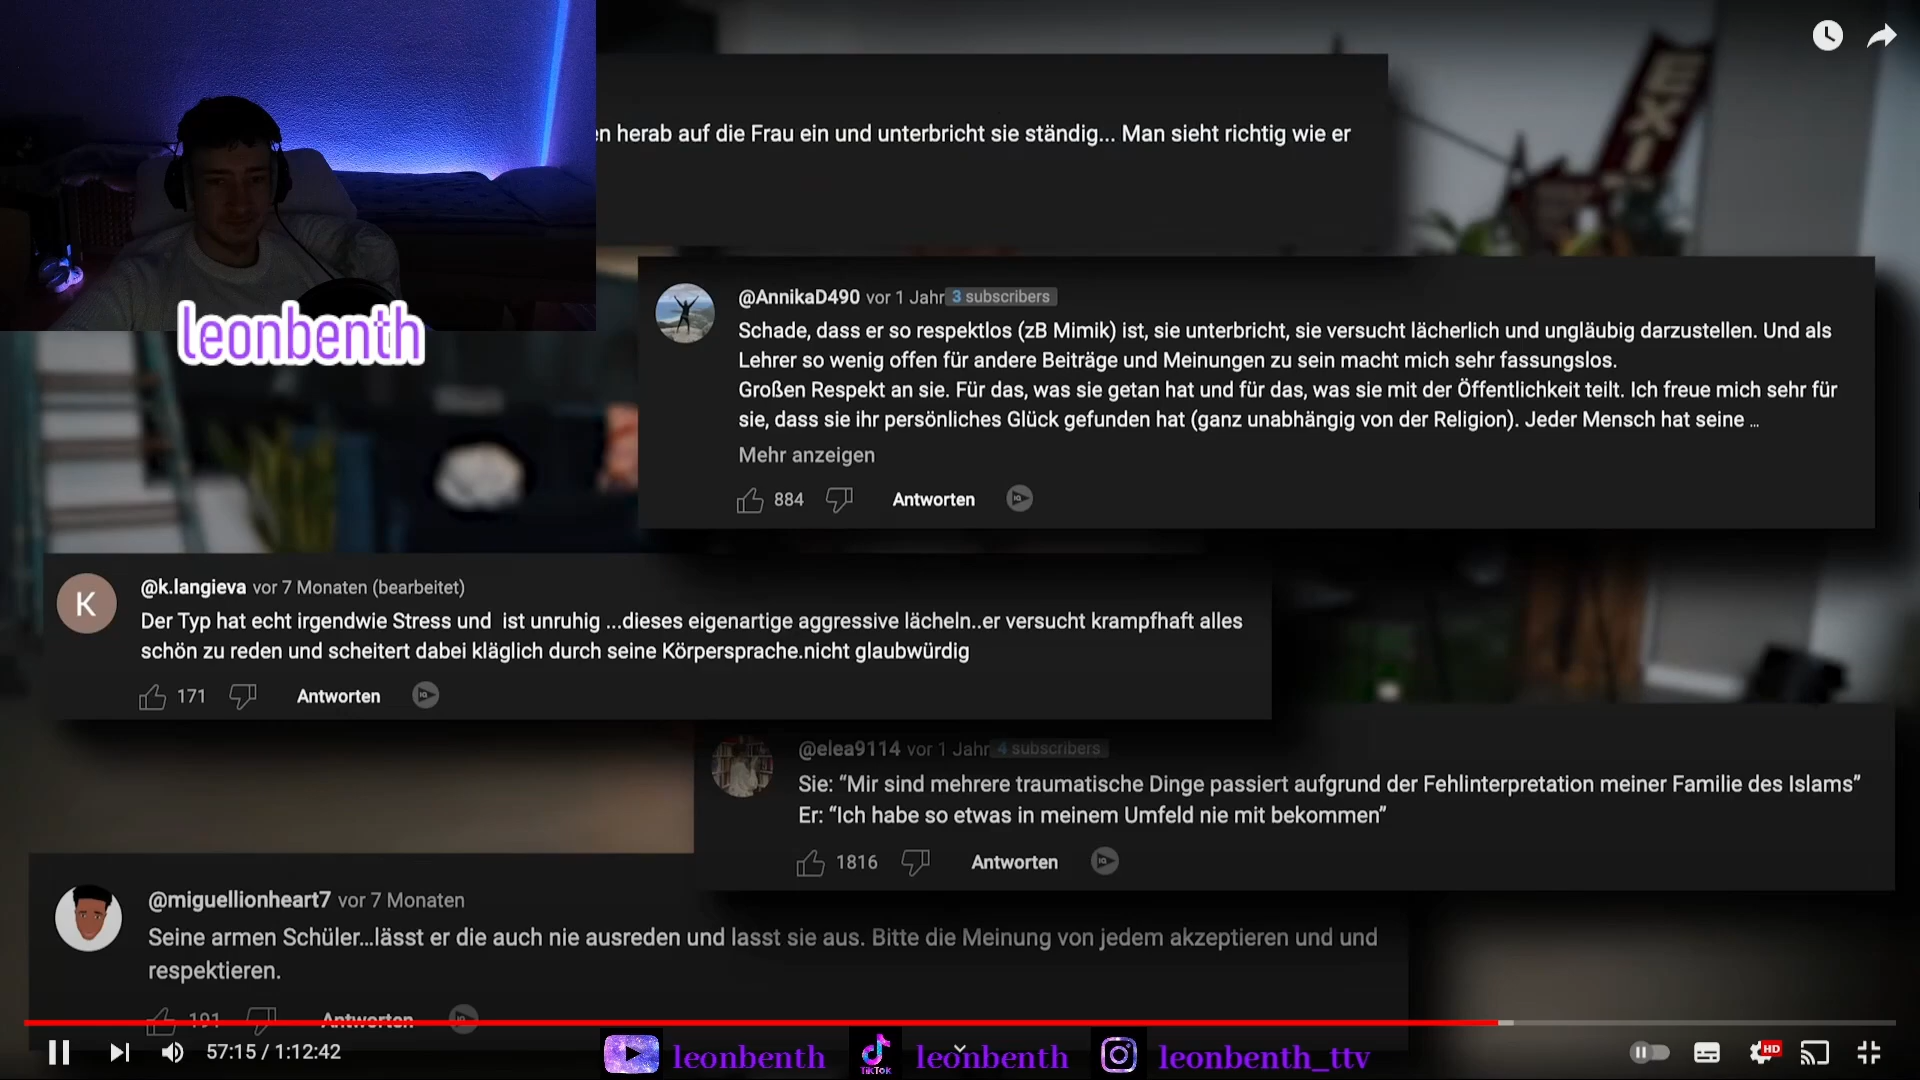 EXI
en herab auf die Frau ein und unterbricht sie ständig... Man sieht richtig wie er
leonbenth
@AnnikaD490 vor 1 Jahr 3 subscribers
Schade, dass er so respektlos (zB Mimik) ist, sie unterbricht, sie versucht lächerlich und ungläubig darzustellen. Und als
Lehrer so wenig offen für andere Beiträge und Meinungen zu sein macht mich sehr fassungslos.
Großen Respekt an sie. Für das, was sie getan hat und für das, was sie mit der Öffentlichkeit teilt. Ich freue mich sehr für
sie, dass sie ihr persönliches Glück gefunden hat (ganz unabhängig von der Religion). Jeder Mensch hat seine ...
Mehr anzeigen
884 Antworten
K
@k.langieva vor 7 Monaten (bearbeitet)
Der Typ hat echt irgendwie Stress und  ist unruhig ...dieses eigenartige aggressive lächeln..er versucht krampfhaft alles
schön zu reden und scheitert dabei kläglich durch seine Körpersprache.nicht glaubwürdig
171 Antworten
@elea9114 vor 1 Jahr 4 subscribers
Sie: “Mir sind mehrere traumatische Dinge passiert aufgrund der Fehlinterpretation meiner Familie des Islams”
Er: “Ich habe so etwas in meinem Umfeld nie mit bekommen”
1816 Antworten
@miguellionheart7 vor 7 Monaten
Seine armen Schüler...lässt er die auch nie ausreden und lasst sie aus. Bitte die Meinung von jedem akzeptieren und und
respektieren.
191 Antworten
57:15 / 1:12:42
leonbenth
TikTok
leonbenth
leonbenth_ttv
HD